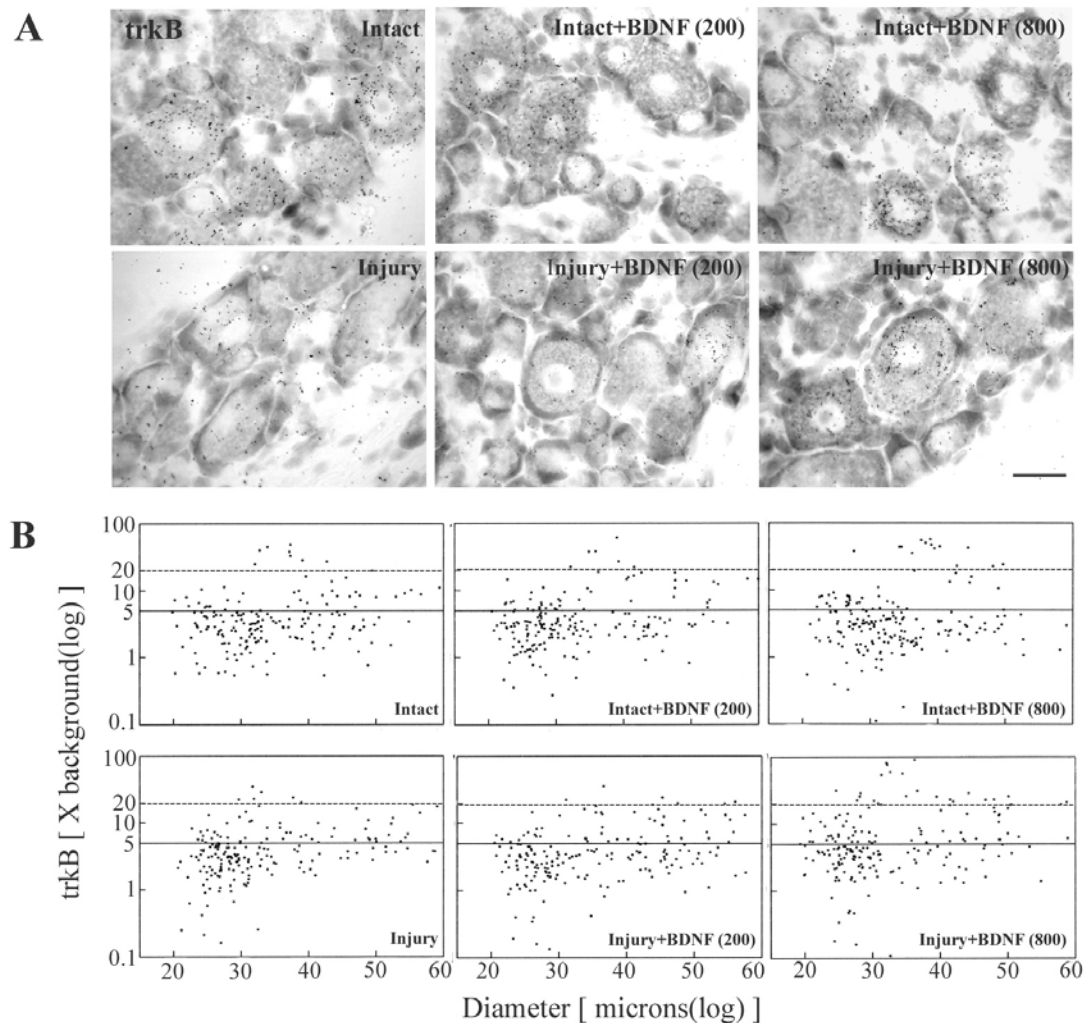 A
trkB
Intact
Intact+BDNF (200)
Intact+BDNF (800)
Injury
Injury+BDNF (200)
Injury+BDNF (800)
B
trkB [ X background(log) ]
100
20
10
5
1
0.1
Intact
Intact+BDNF (200)
Intact+BDNF (800)
100
20
10
5
1
0.1
Injury
Injury+BDNF (200)
Injury+BDNF (800)
20 30 40 50 60 20 30 40 50 60 20 30 40 50 60
Diameter [ microns(log) ]